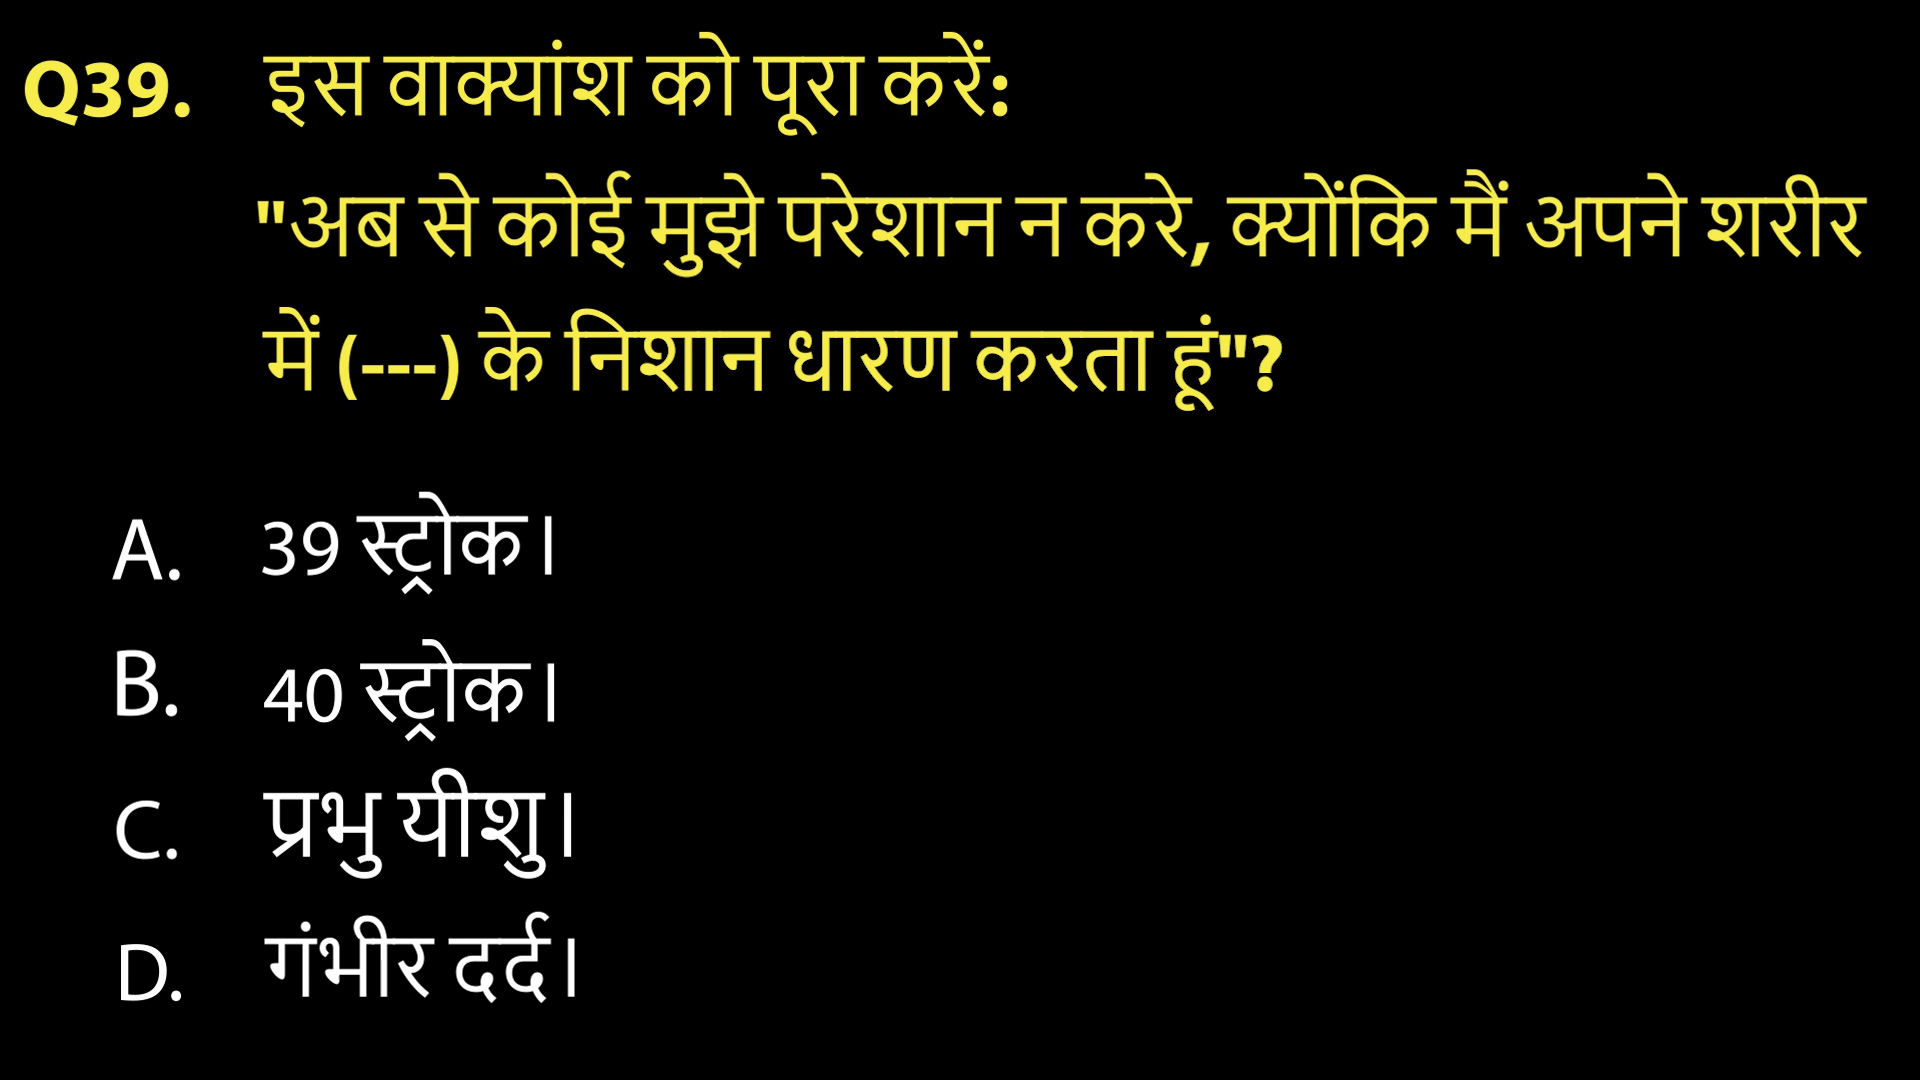 Q39. इस वाक्यांश को पूरा करें:
"अब से कोई मुझे परेशान न करे, क्योंकि मैं अपने शरीर
में (---) के निशान धारण करता हूं"?
A. 39 स्ट्रोक।
B. 40 स्ट्रोक।
C. प्रभु यीशु।
D. गंभीर दर्द।